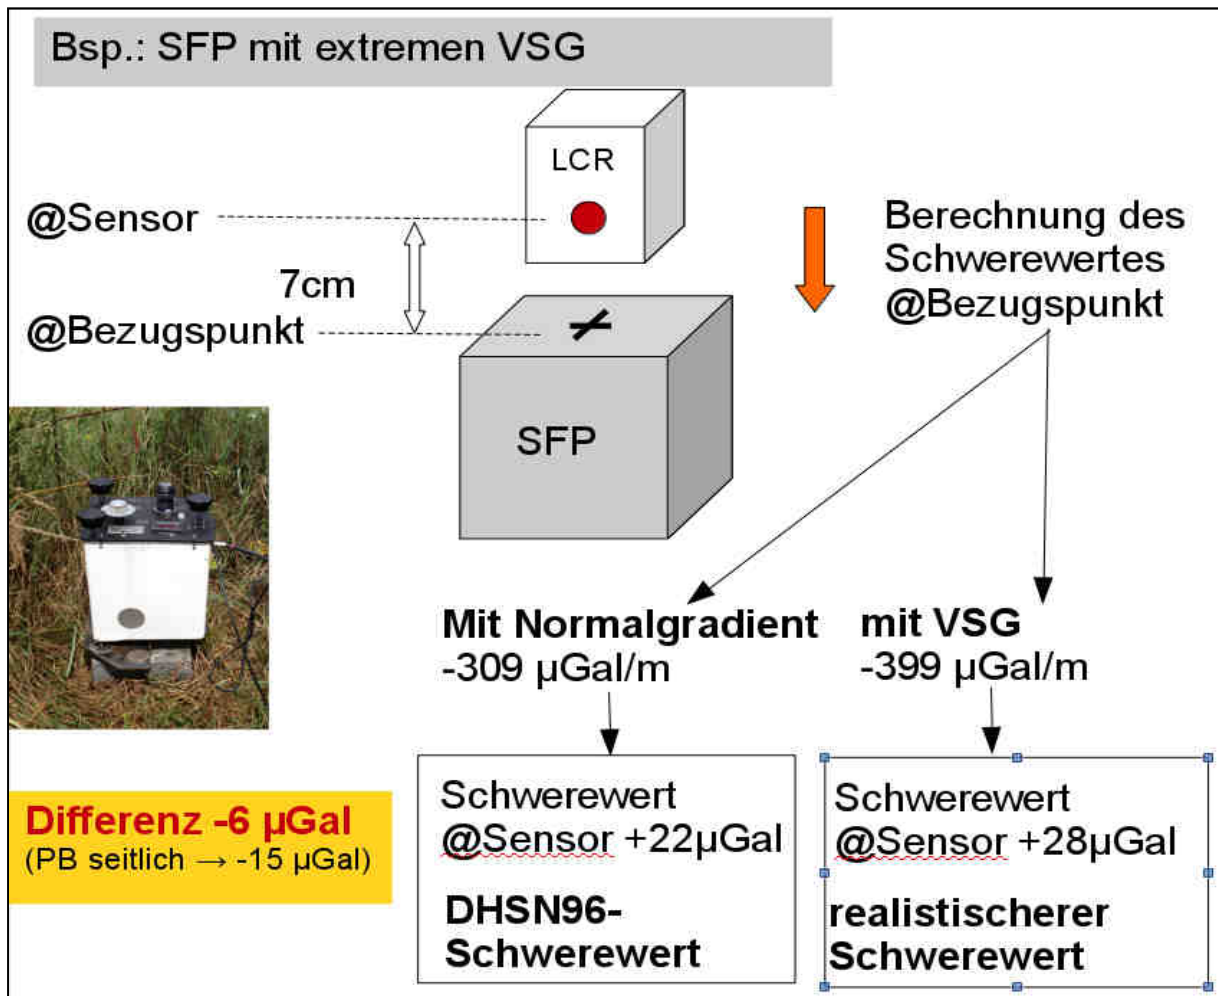 Bsp.: SFP mit extremen VSG
LCR
@Sensor
7cm
@Bezugspunkt
SFP
Berechnung des
Schwerewertes
@Bezugspunkt
Mit Normalgradient
-309 µGal/m
mit VSG
-399 µGal/m
Schwerewert
@Sensor +22µGal
DHSN96-
Schwerewert
Schwerewert
@Sensor +28µGal
realistischerer
Schwerewert
Differenz -6 µGal
(PB seitlich → -15 µGal)